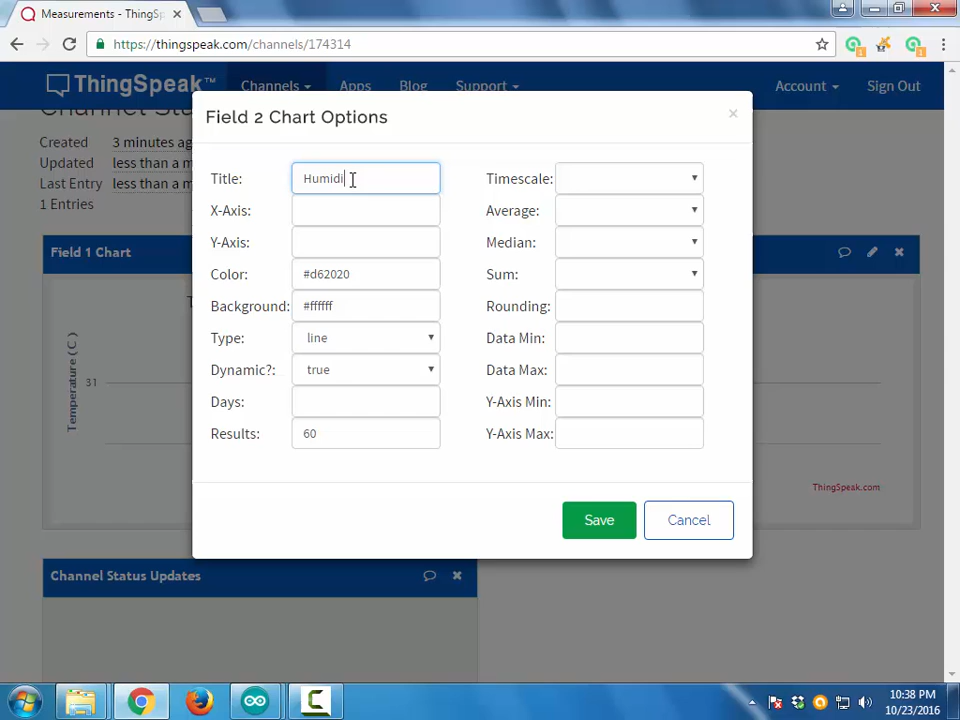 Measurements - ThingSp
https://thingspeak.com/channels/174314
1
1
ThingSpeak™ Channels Apps Blog Support Account Sign Out
Channel Sta
Created 3 minutes ag
Updated less than a m
Last Entry less than a m
1 Entries
Field 1 Chart
T
Temperature (C )
31
ThingSpeak.com
Channel Status Updates
Field 2 Chart Options
×
Title: Humidi
X-Axis:
Y-Axis:
Color: #d62020
Background: #ffffff
Type: line
Dynamic?: true
Days:
Results: 60
Timescale:
Average:
Median:
Sum:
Rounding:
Data Min:
Data Max:
Y-Axis Min:
Y-Axis Max:
Save Cancel
10:38 PM
10/23/2016